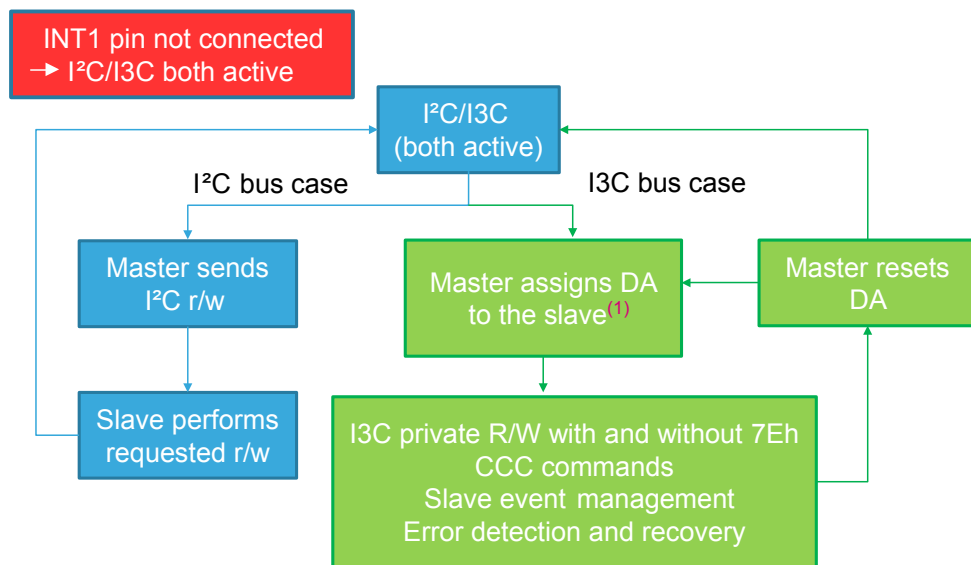 INT1 pin not connected
→ I²C/I3C both active
I²C/I3C
(both active)
I²C bus case
I3C bus case
Master sends
I²C r/w
Master assigns DA
to the slave(1)
Master resets
DA
Slave performs
requested r/w
I3C private R/W with and without 7Eh
CCC commands
Slave event management
Error detection and recovery